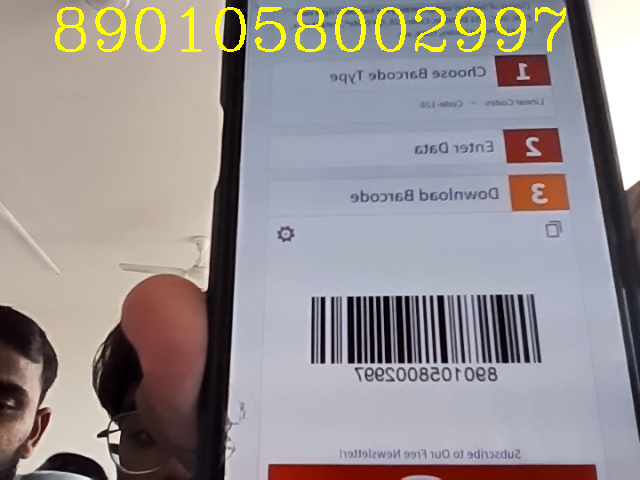 8901058002997
1 Choose Barcode Type
Linear Codes - Code-128
2 Enter Data
3 Download Barcode
8901058002997
Subscribe to Our Free Newsletter!